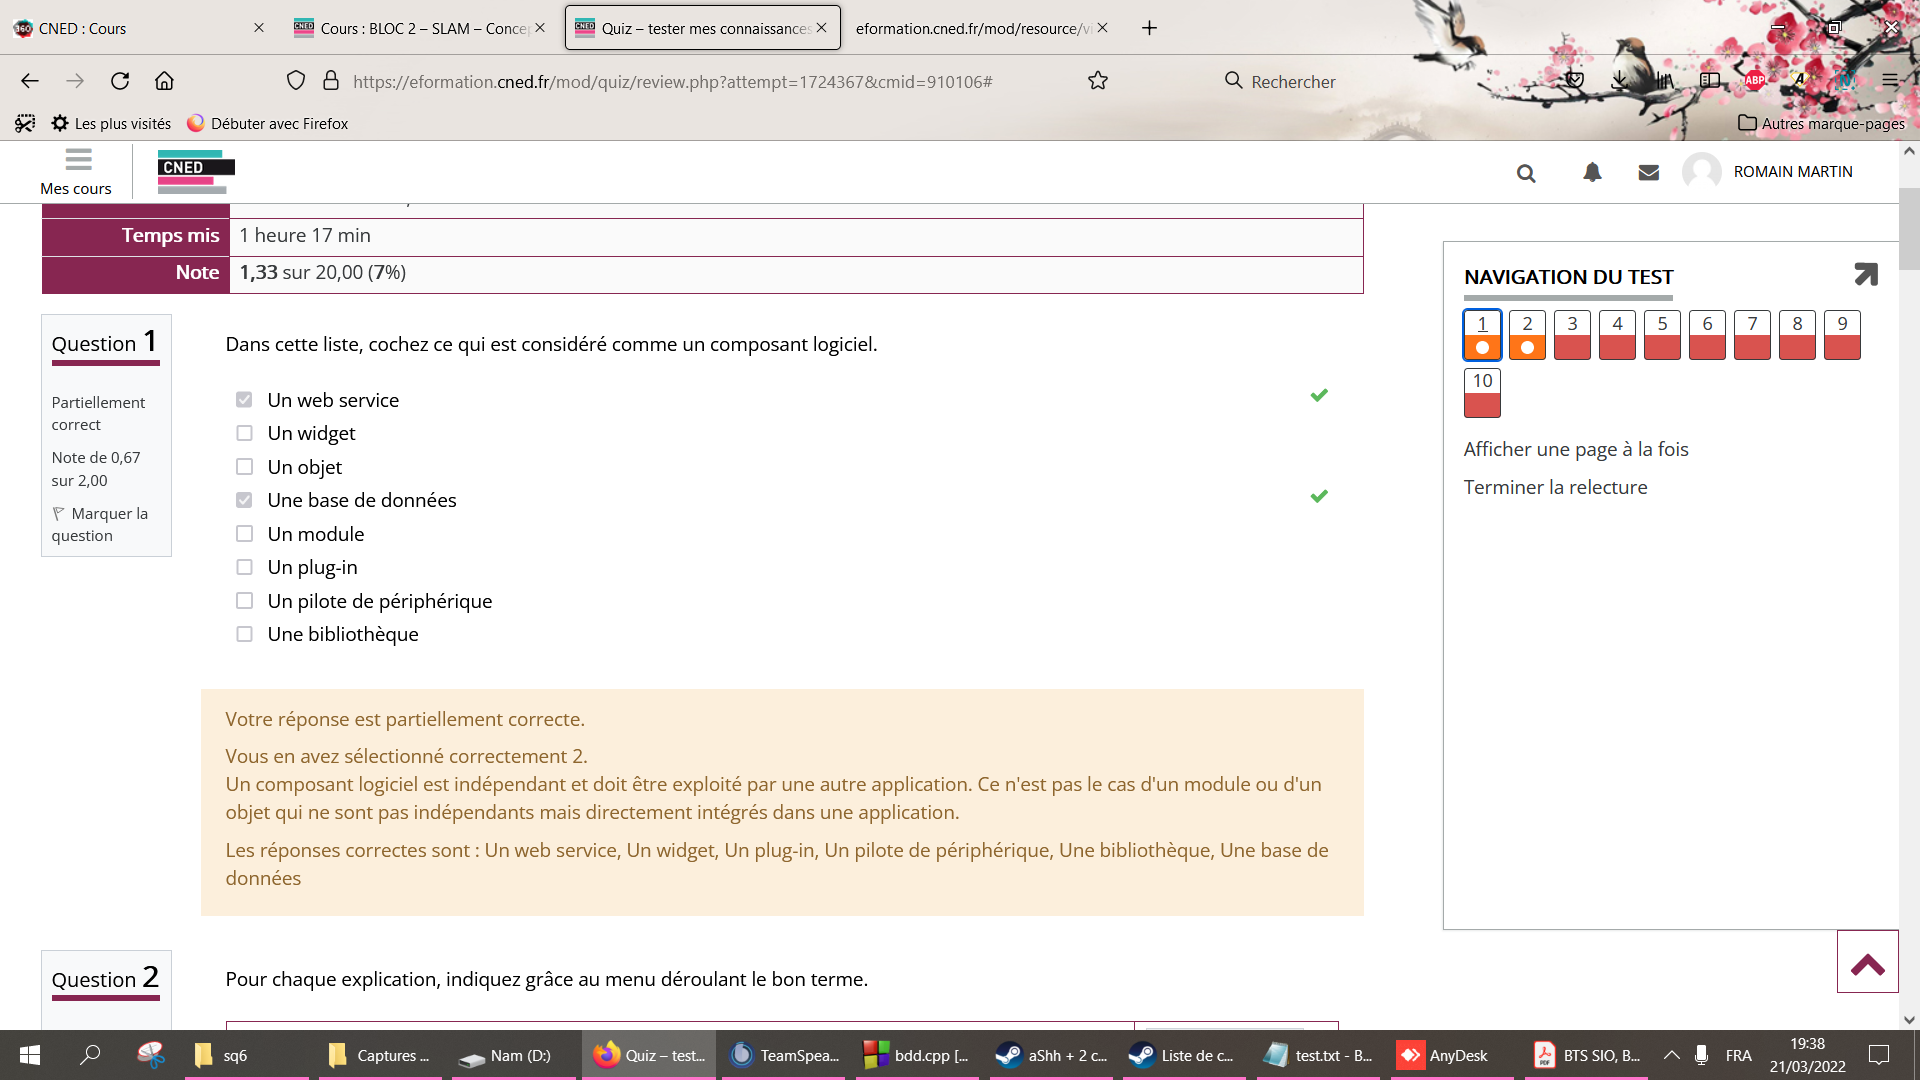 CNED : Cours
Cours : BLOC 2 – SLAM – Concep
Quiz – tester mes connaissances
eformation.cned.fr/mod/resource/vi
https://eformation.cned.fr/mod/quiz/review.php?attempt=1724367&cmid=910106#
Rechercher
ABP
Les plus visités
Débuter avec Firefox
Autres marque-pages
Mes cours
CNED
ROMAIN MARTIN
Temps mis
1 heure 17 min
Note
1,33 sur 20,00 (7%)
Question 1
Partiellement
correct
Note de 0,67
sur 2,00
Marquer la
question
Dans cette liste, cochez ce qui est considéré comme un composant logiciel.
Un web service
Un widget
Un objet
Une base de données
Un module
Un plug-in
Un pilote de périphérique
Une bibliothèque
Votre réponse est partiellement correcte.
Vous en avez sélectionné correctement 2.
Un composant logiciel est indépendant et doit être exploité par une autre application. Ce n'est pas le cas d'un module ou d'un
objet qui ne sont pas indépendants mais directement intégrés dans une application.
Les réponses correctes sont : Un web service, Un widget, Un plug-in, Un pilote de périphérique, Une bibliothèque, Une base de
données
NAVIGATION DU TEST
1 2 3 4 5 6 7 8 9
10
Afficher une page à la fois
Terminer la relecture
Question 2
Pour chaque explication, indiquez grâce au menu déroulant le bon terme.
sq6
Captures ...
Nam (D:)
Quiz – test...
TeamSpea...
bdd.cpp [...
aShh + 2 c...
Liste de c...
test.txt - B...
AnyDesk
BTS SIO, B...
FRA
19:38
21/03/2022